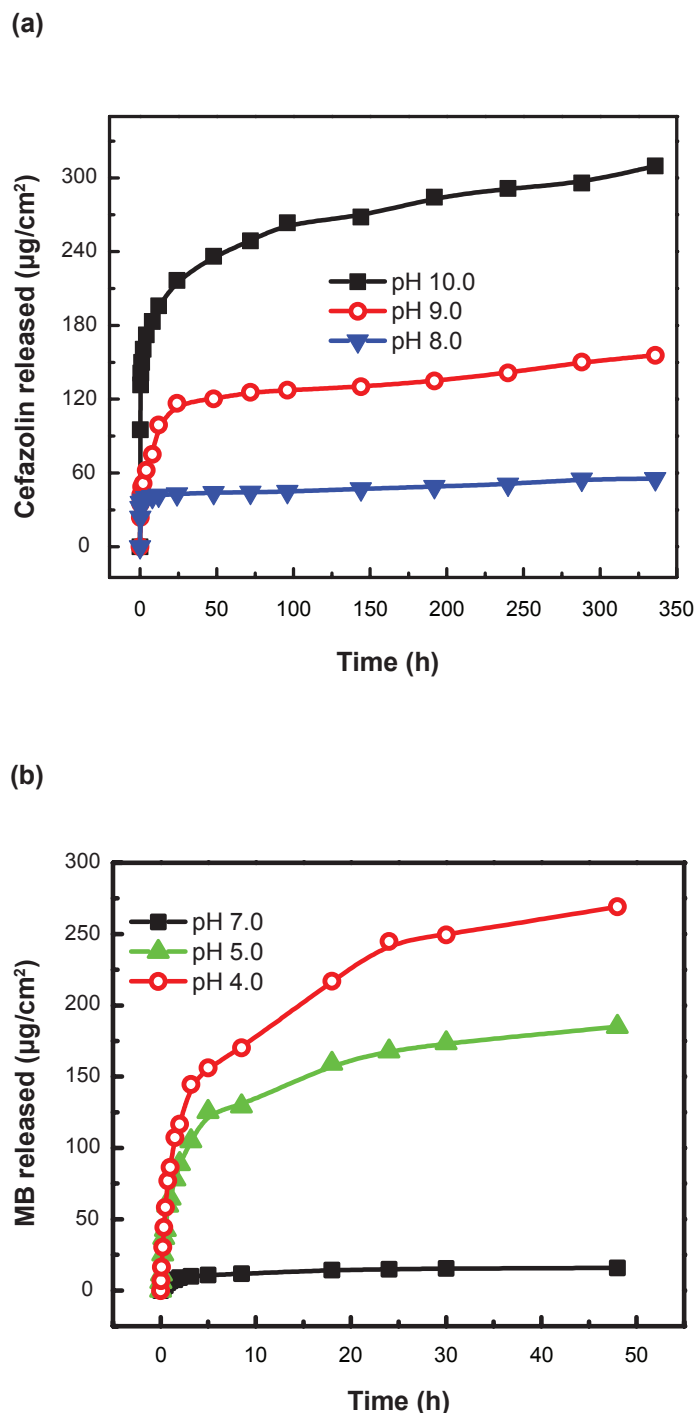 (a)
300
240
180
120
60
0
Cefazolin released (µg/cm²)
pH 10.0
pH 9.0
pH 8.0
0 50 100 150 200 250 300 350
Time (h)
(b)
300
250
200
150
100
50
0
MB released (µg/cm²)
pH 7.0
pH 5.0
pH 4.0
0 10 20 30 40 50
Time (h)